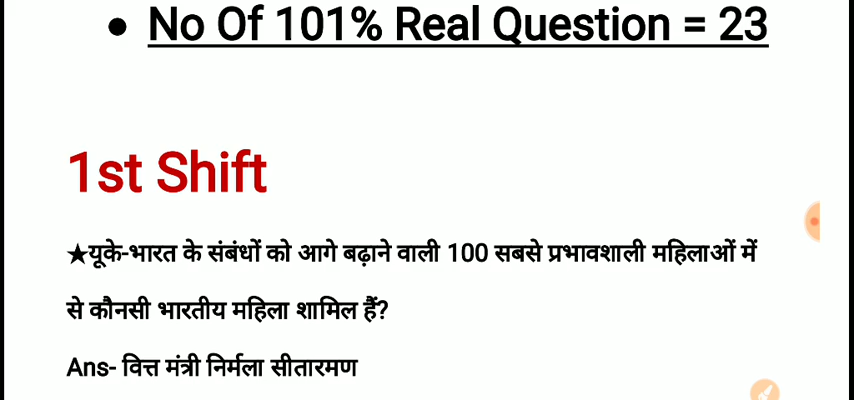 • No Of 101% Real Question = 23
1st Shift
★यूके-भारत के संबंधों को आगे बढ़ाने वाली 100 सबसे प्रभावशाली महिलाओं में
से कौनसी भारतीय महिला शामिल हैं?
Ans- वित्त मंत्री निर्मला सीतारमण